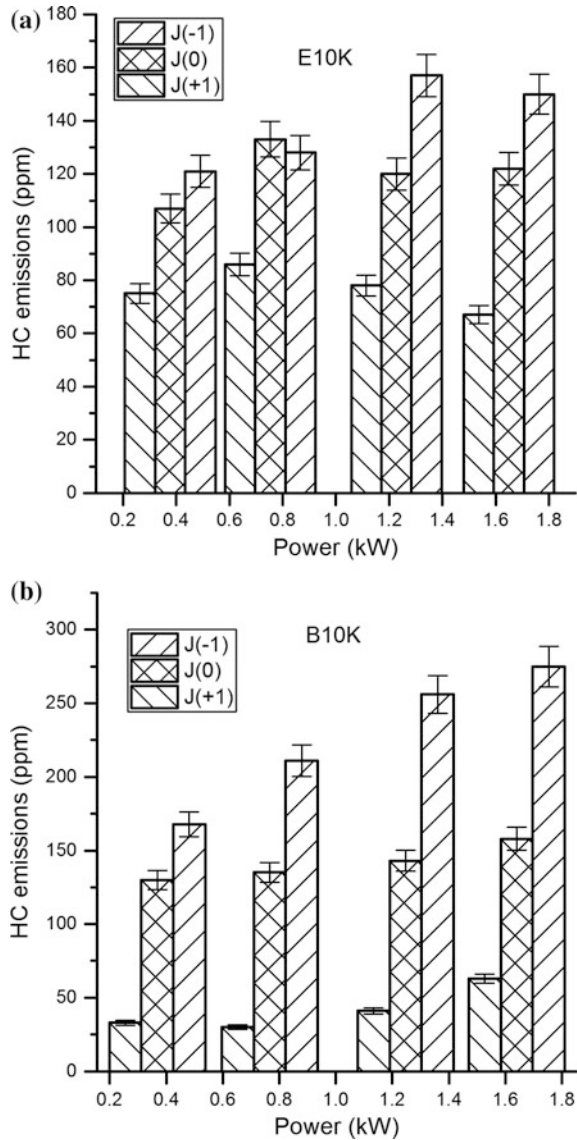 (a)
180
160
140
120
100
80
60
40
20
0
HC emissions (ppm)
J(-1)
J(0)
J(+1)
E10K
0.2 0.4 0.6 0.8 1.0 1.2 1.4 1.6 1.8
Power (kW)
(b)
300
250
200
150
100
50
0
HC emissions (ppm)
J(-1)
J(0)
J(+1)
B10K
0.2 0.4 0.6 0.8 1.0 1.2 1.4 1.6 1.8
Power (kW)